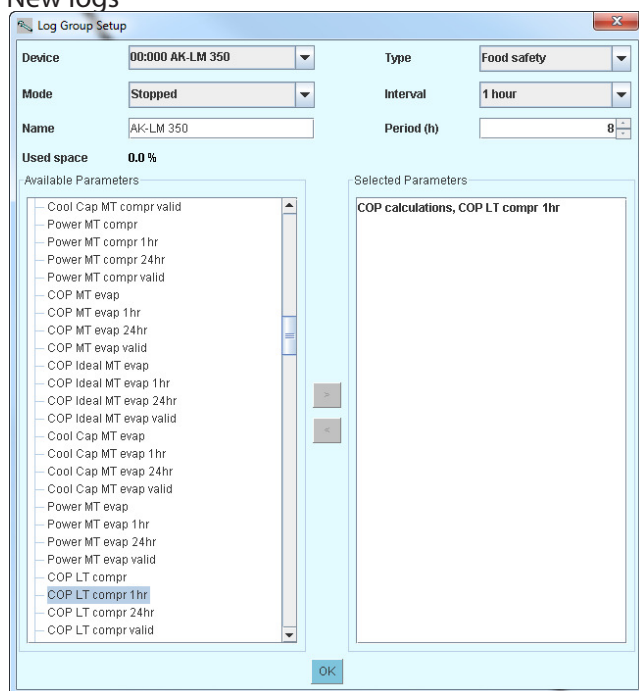 New logs
Log Group Setup
Device 00:000 AK-LM 350 Type Food safety
Mode Stopped Interval 1 hour
Name AK-LM 350 Period (h) 8
Used space 0.0 %
Available Parameters
Cool Cap MT compr valid
Power MT compr
Power MT compr 1hr
Power MT compr 24hr
Power MT compr valid
COP MT evap
COP MT evap 1hr
COP MT evap 24hr
COP MT evap valid
COP Ideal MT evap
COP Ideal MT evap 1hr
COP Ideal MT evap 24hr
COP Ideal MT evap valid
Cool Cap MT evap
Cool Cap MT evap 1hr
Cool Cap MT evap 24hr
Cool Cap MT evap valid
Power MT evap
Power MT evap 1hr
Power MT evap 24hr
Power MT evap valid
COP LT compr
COP LT compr 1hr
COP LT compr 24hr
COP LT compr valid
>
<
Selected Parameters
COP calculations, COP LT compr 1hr
OK